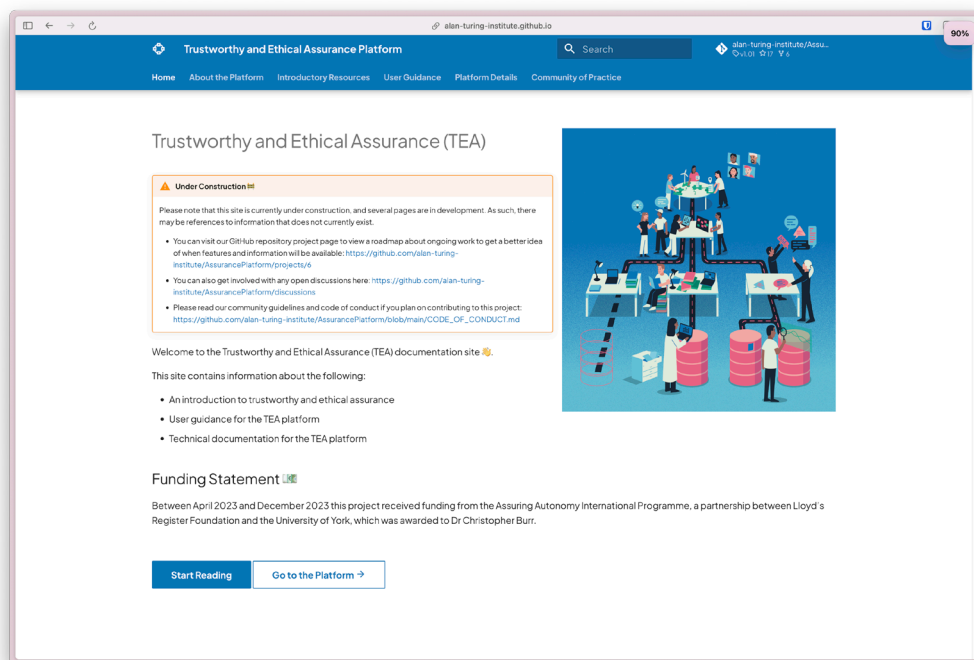 alan-turing-institute.github.io
90%
Trustworthy and Ethical Assurance Platform
Search
alan-turing-institute/Assu...
v1.01 17 6
Home About the Platform Introductory Resources User Guidance Platform Details Community of Practice
Trustworthy and Ethical Assurance (TEA)
Under Construction
Please note that this site is currently under construction, and several pages are in development. As such, there
may be references to information that does not currently exist.
• You can visit our GitHub repository project page to view a roadmap about ongoing work to get a better idea
of when features and information will be available: https://github.com/alan-turing-
institute/AssurancePlatform/projects/6
• You can also get involved with any open discussions here: https://github.com/alan-turing-
institute/AssurancePlatform/discussions
• Please read our community guidelines and code of conduct if you plan on contributing to this project:
https://github.com/alan-turing-institute/AssurancePlatform/blob/main/CODE_OF_CONDUCT.md
Welcome to the Trustworthy and Ethical Assurance (TEA) documentation site 👋.
This site contains information about the following:
• An introduction to trustworthy and ethical assurance
• User guidance for the TEA platform
• Technical documentation for the TEA platform
Funding Statement
Between April 2023 and December 2023 this project received funding from the Assuring Autonomy International Programme, a partnership between Lloyd's
Register Foundation and the University of York, which was awarded to Dr Christopher Burr.
Start Reading
Go to the Platform →